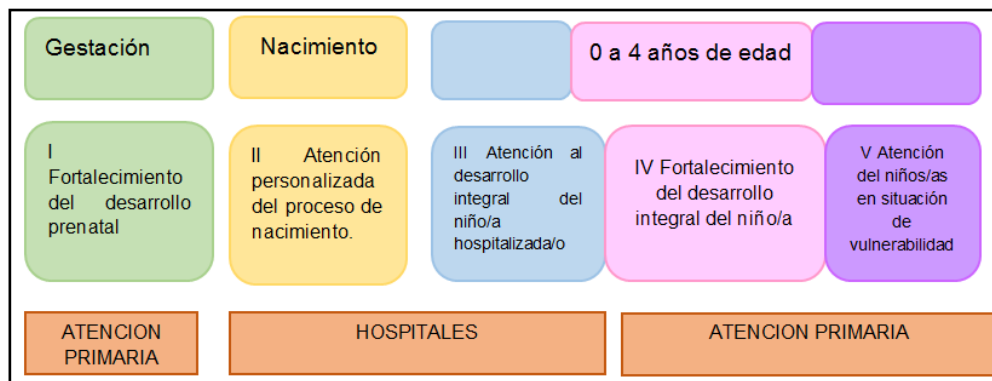 Gestación
Nacimiento
0 a 4 años de edad
I
Fortalecimiento
del desarrollo
prenatal
II Atención
personalizada
del proceso de
nacimiento.
III Atención al
desarrollo
integral del
niño/a
hospitalizada/o
IV Fortalecimiento
del desarrollo
integral del niño/a
V Atención
del niños/as
en situación
de
vulnerabilidad
ATENCION
PRIMARIA
HOSPITALES
ATENCION PRIMARIA